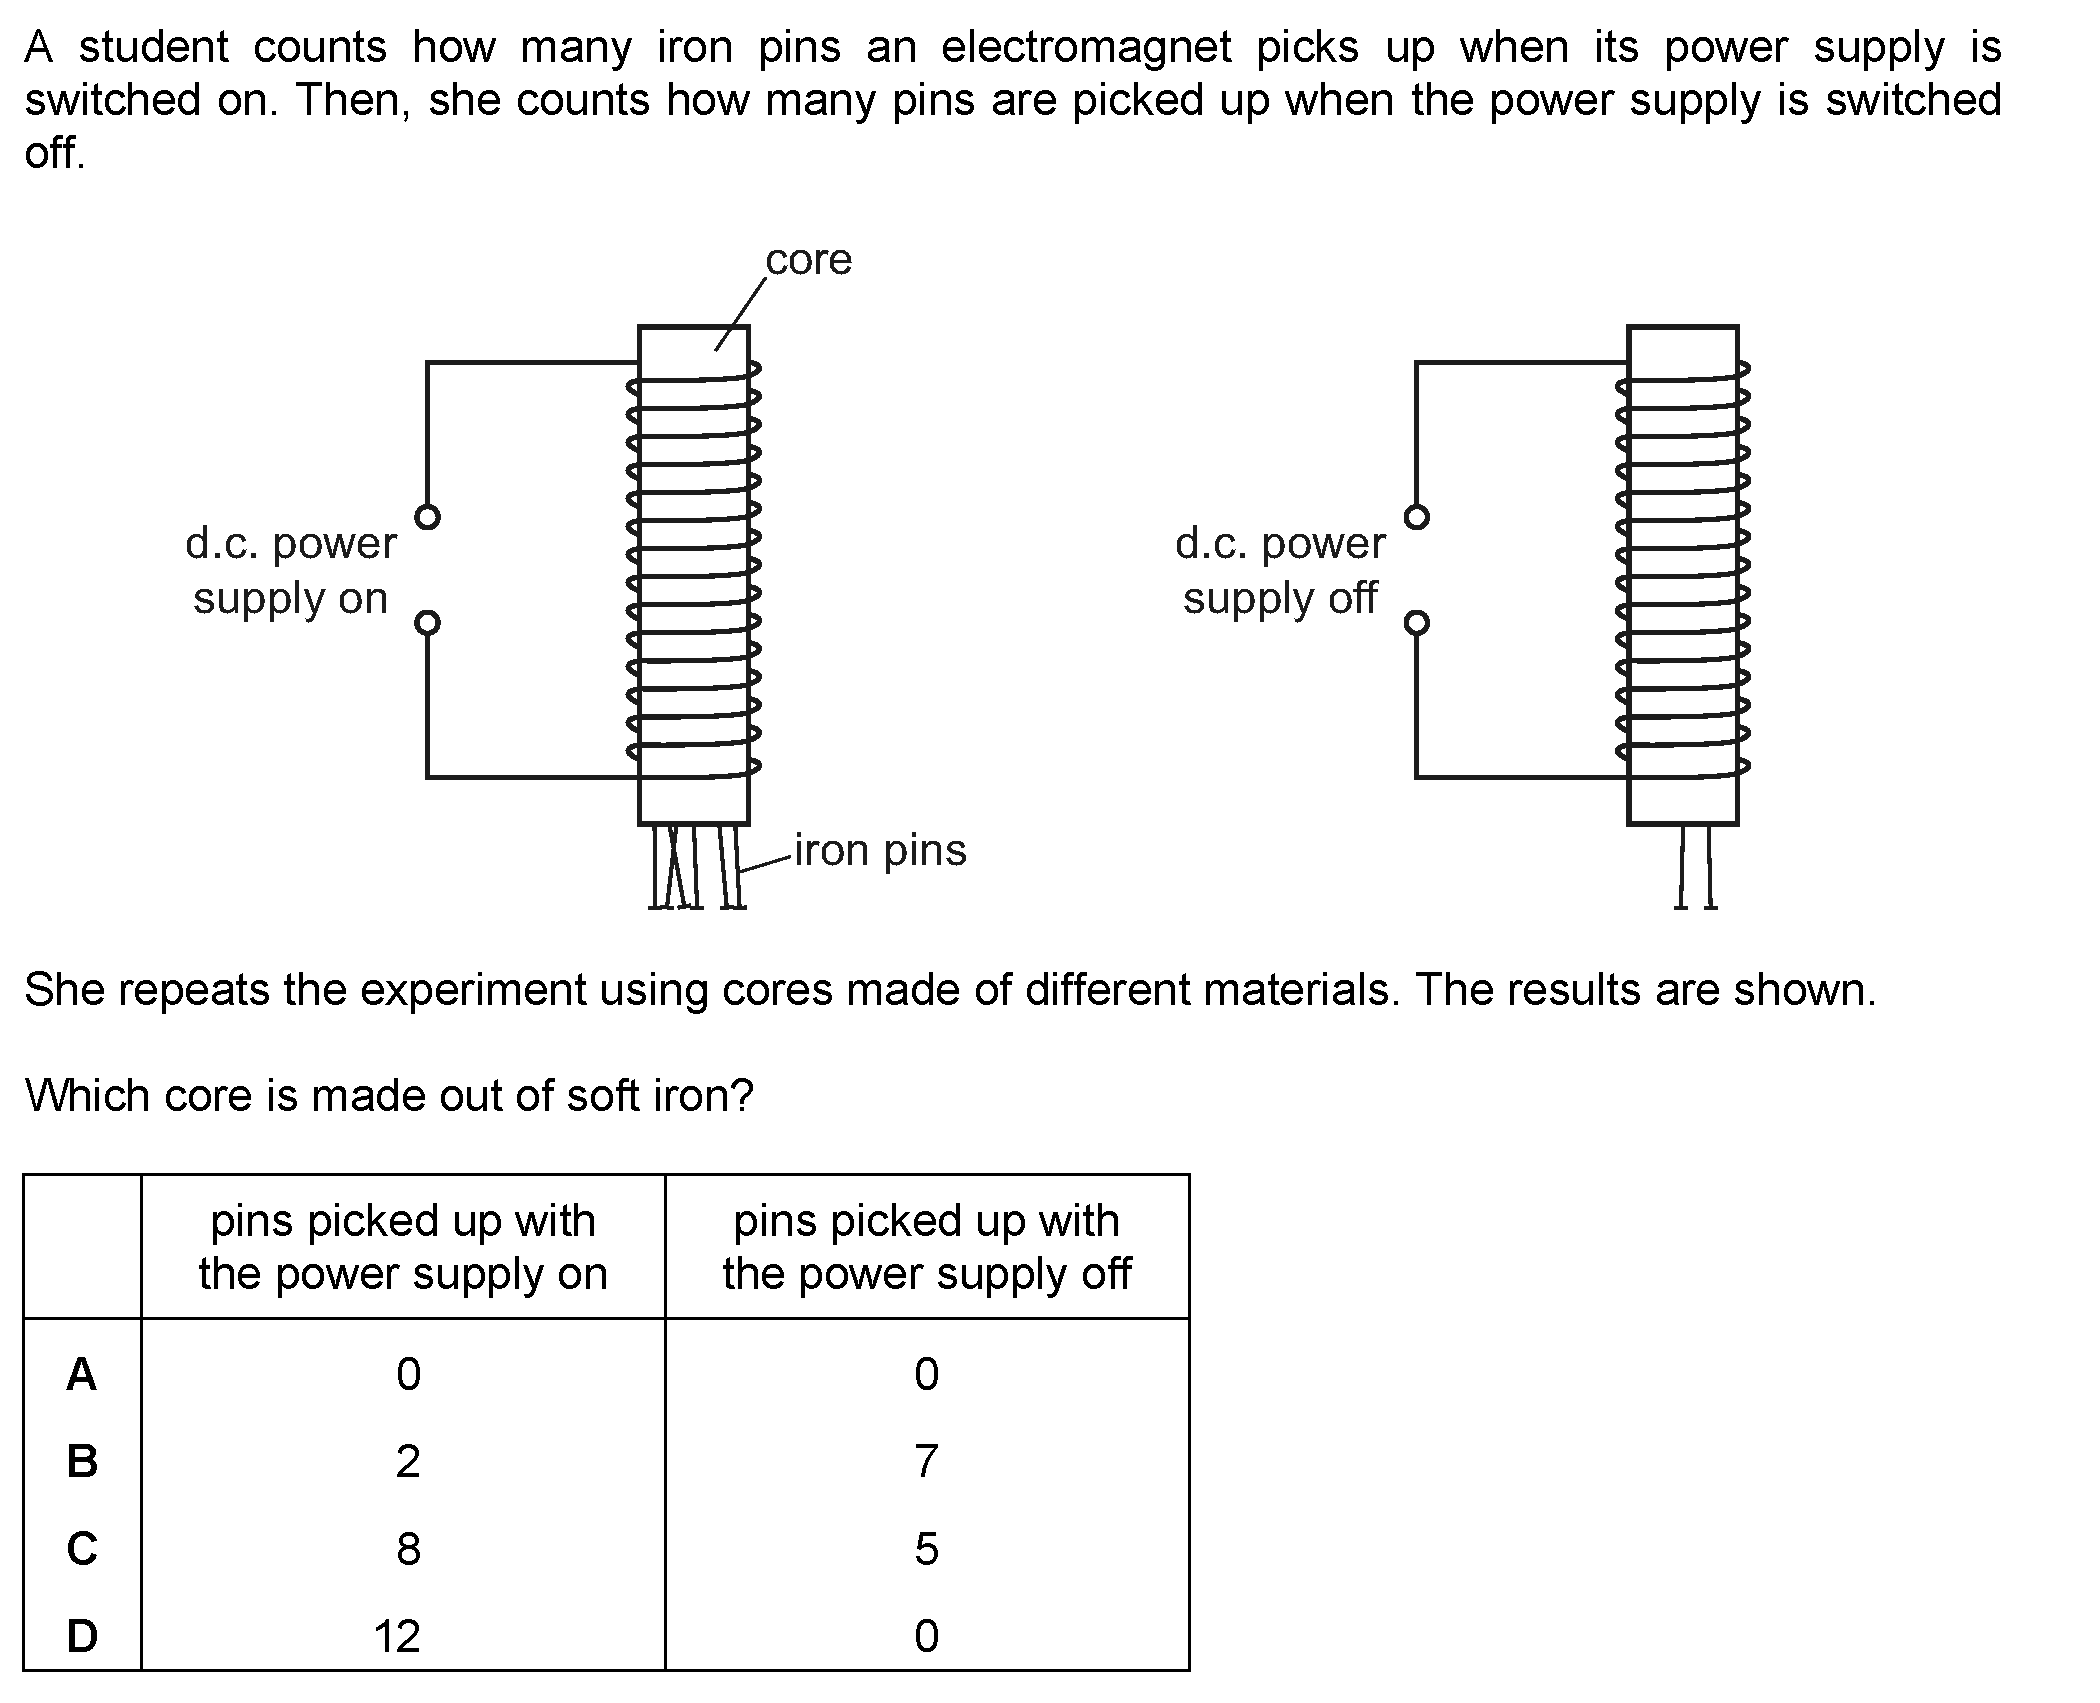 A student counts how many iron pins an electromagnet picks up when its power supply is
switched on. Then, she counts how many pins are picked up when the power supply is switched
off.
core
d.c. power
supply on
d.c. power
supply off
iron pins
She repeats the experiment using cores made of different materials. The results are shown.
Which core is made out of soft iron?
pins picked up with
the power supply on
pins picked up with
the power supply off
A 0 0
B 2 7
C 8 5
D 12 0